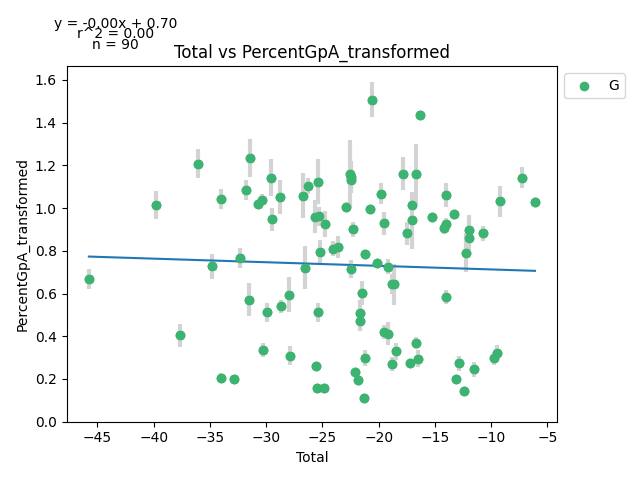 y = -0.00x + 0.70
r^2 = 0.00
n = 90
Total vs PercentGpA_transformed
G
PercentGpA_transformed
1.6
1.4
1.2
1.0
0.8
0.6
0.4
0.2
0.0
−45 −40 −35 −30 −25 −20 −15 −10 −5
Total